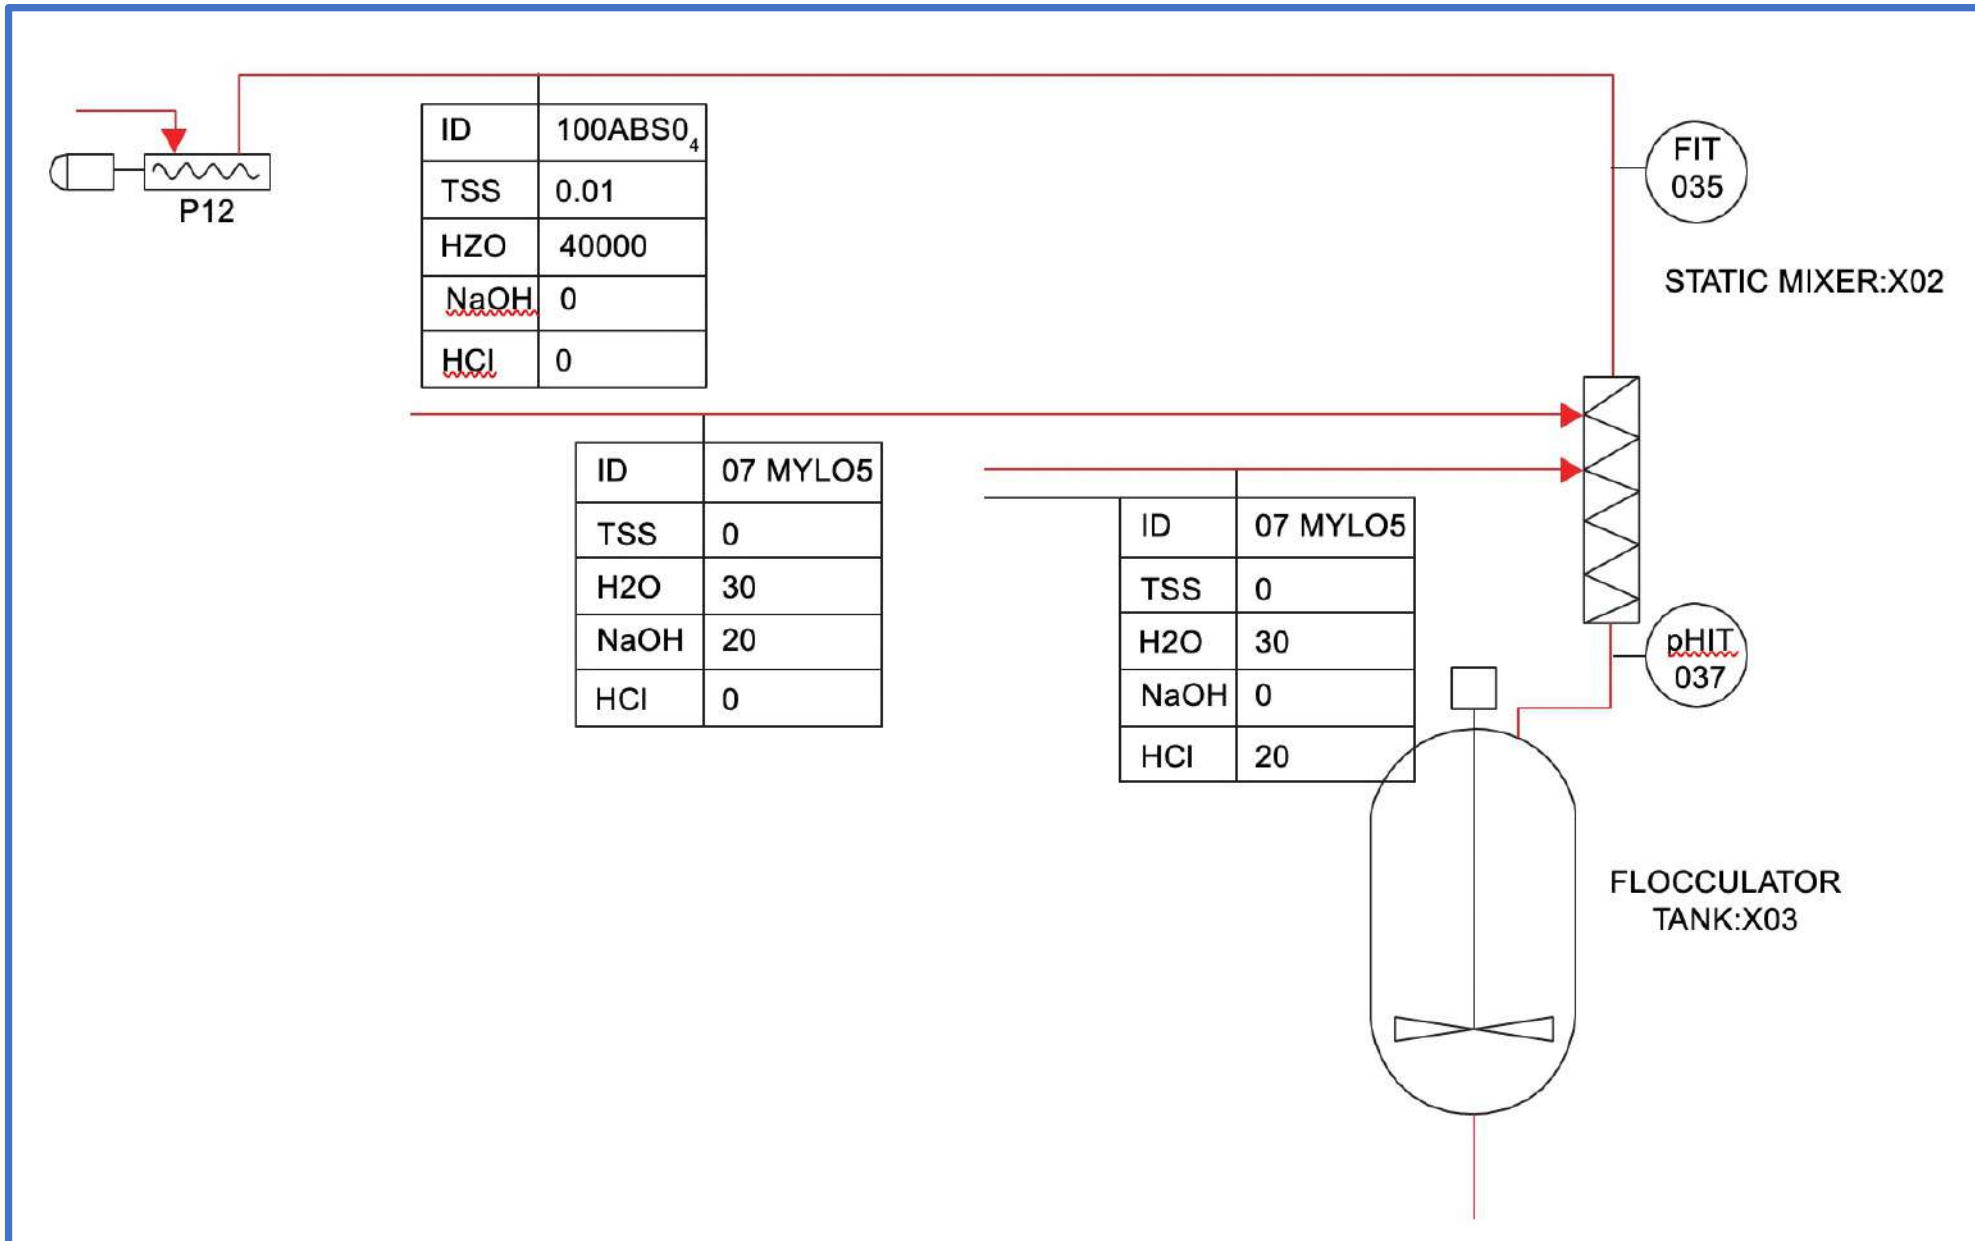 P12
ID 100ABS0₄
TSS 0.01
HZO 40000
NaOH 0
HCl 0
FIT
035
STATIC MIXER:X02
ID 07 MYLO5
TSS 0
H2O 30
NaOH 20
HCl 0
ID 07 MYLO5
TSS 0
H2O 30
NaOH 0
HCl 20
pHIT
037
FLOCCULATOR
TANK:X03